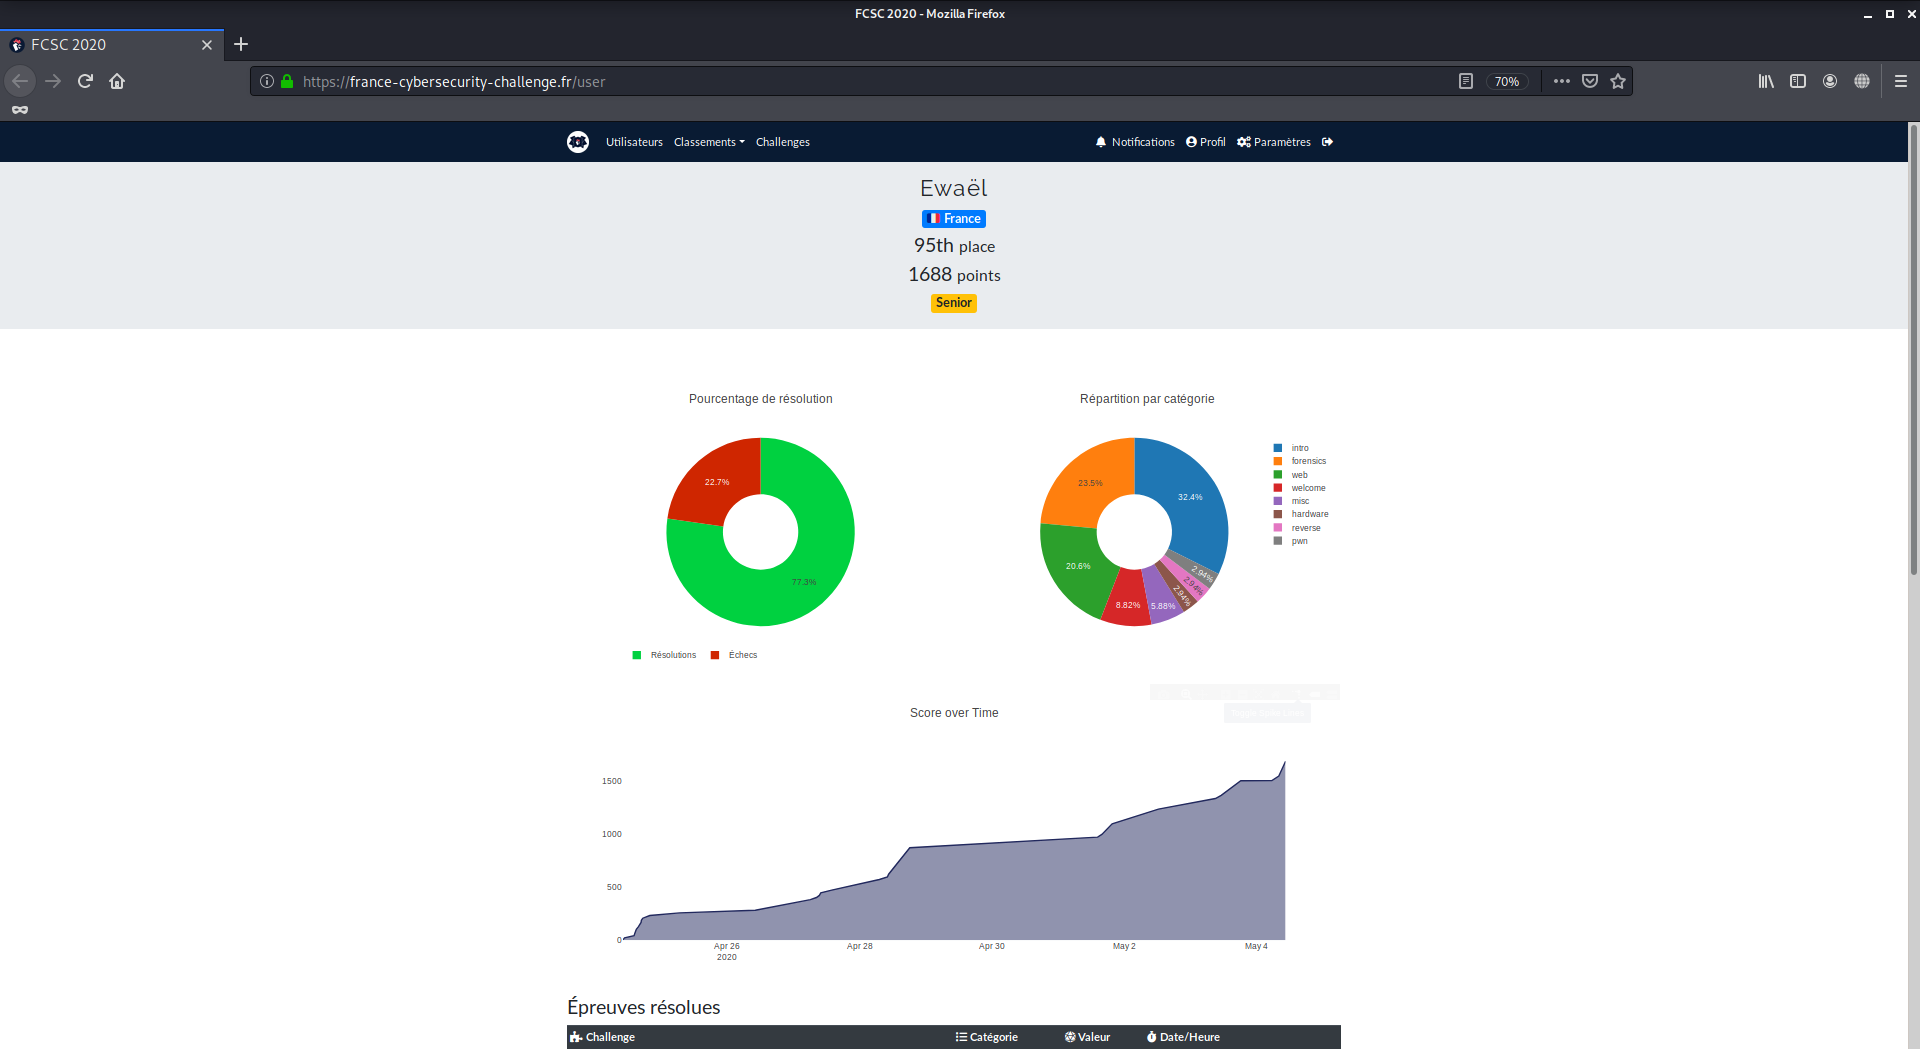 FCSC 2020 - Mozilla Firefox
FCSC 2020
https://france-cybersecurity-challenge.fr/user
70%
Utilisateurs Classements Challenges Notifications Profil Paramètres
Ewaël
France
95th place
1688 points
Senior
Pourcentage de résolution
22.7%
77.3%
Résolutions Échecs
Répartition par catégorie
23.5%
32.4%
20.6%
8.82%
5.88%
2.94%
2.94%
2.94%
intro
forensics
web
welcome
misc
hardware
reverse
pwn
Score over Time
1500
1000
500
0
Apr 26
2020
Apr 28
Apr 30
May 2
May 4
Épreuves résolues
Challenge Catégorie Valeur Date/Heure